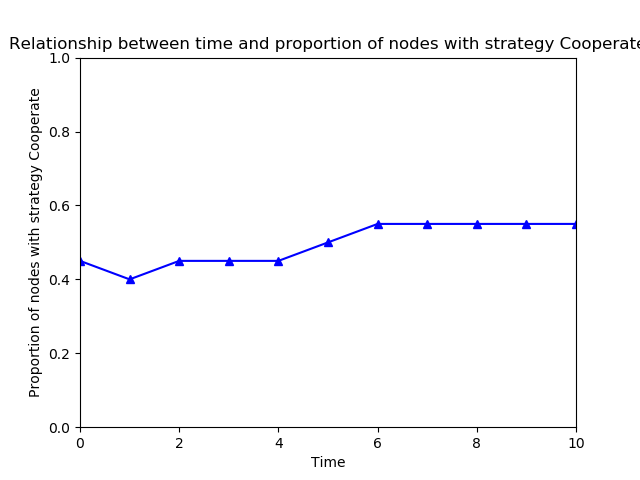 Relationship between time and proportion of nodes with strategy Cooperate
1.0
0.8
0.6
0.4
0.2
0.0
Proportion of nodes with strategy Cooperate
0 2 4 6 8 10
Time